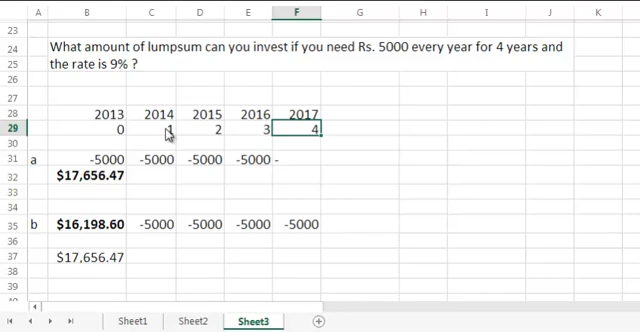 A B C D E F G H I J K
23
24 What amount of lumpsum can you invest if you need Rs. 5000 every year for 4 years and
25 the rate is 9% ?
26
27
28 2013 2014 2015 2016 2017
29 0 1 2 3 4
30
31 a -5000 -5000 -5000 -5000 -
32 $17,656.47
33
34
35 b $16,198.60 -5000 -5000 -5000 -5000
36
37 $17,656.47
38
39
Sheet1 Sheet2 Sheet3